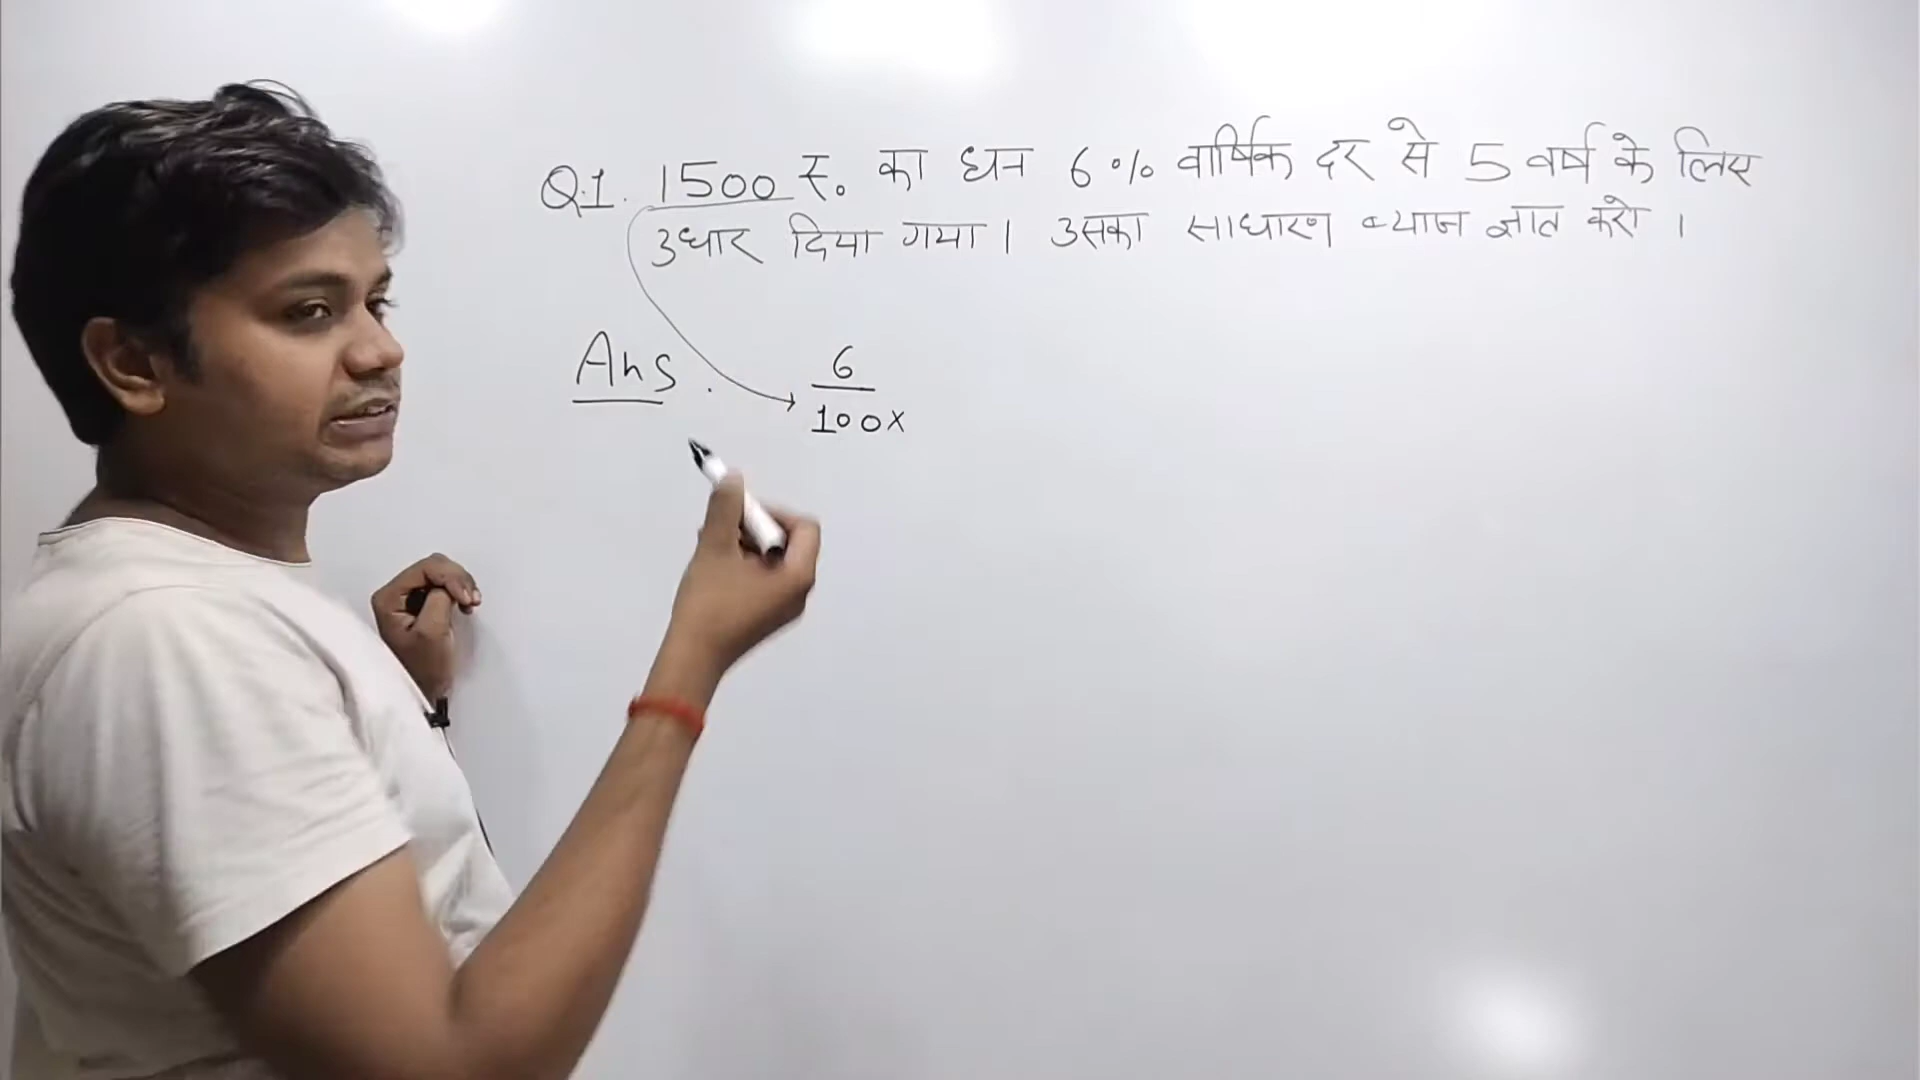 Q.1. 1500 रु. का धन 6% वार्षिक दर से 5 वर्ष के लिए
उधार दिया गया। उसका साधारण ब्याज ज्ञात करो ।
Ans.
6
100x